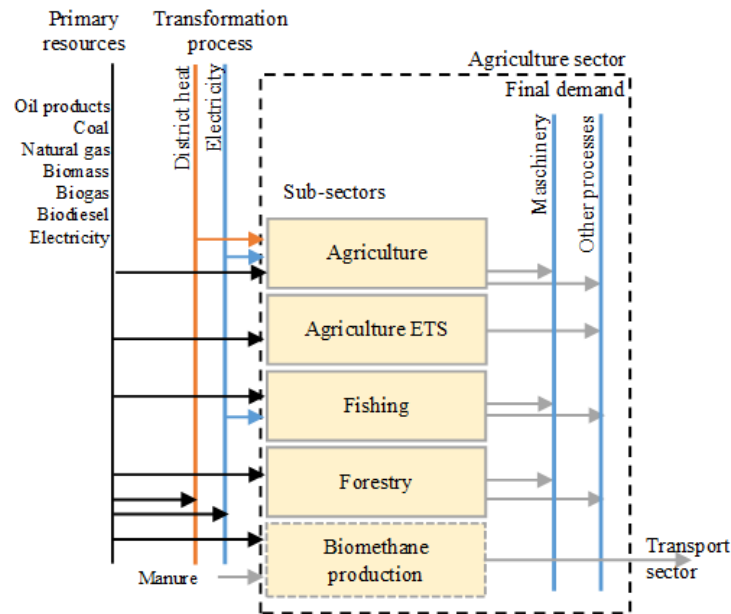 Primary
resources
Transformation
process
Agriculture sector
Final demand
Oil products
Coal
Natural gas
Biomass
Biogas
Biodiesel
Electricity
District heat
Electricity
Maschinery
Other processes
Sub-sectors
Agriculture
Agriculture ETS
Fishing
Forestry
Biomethane
production
Manure
Transport
sector